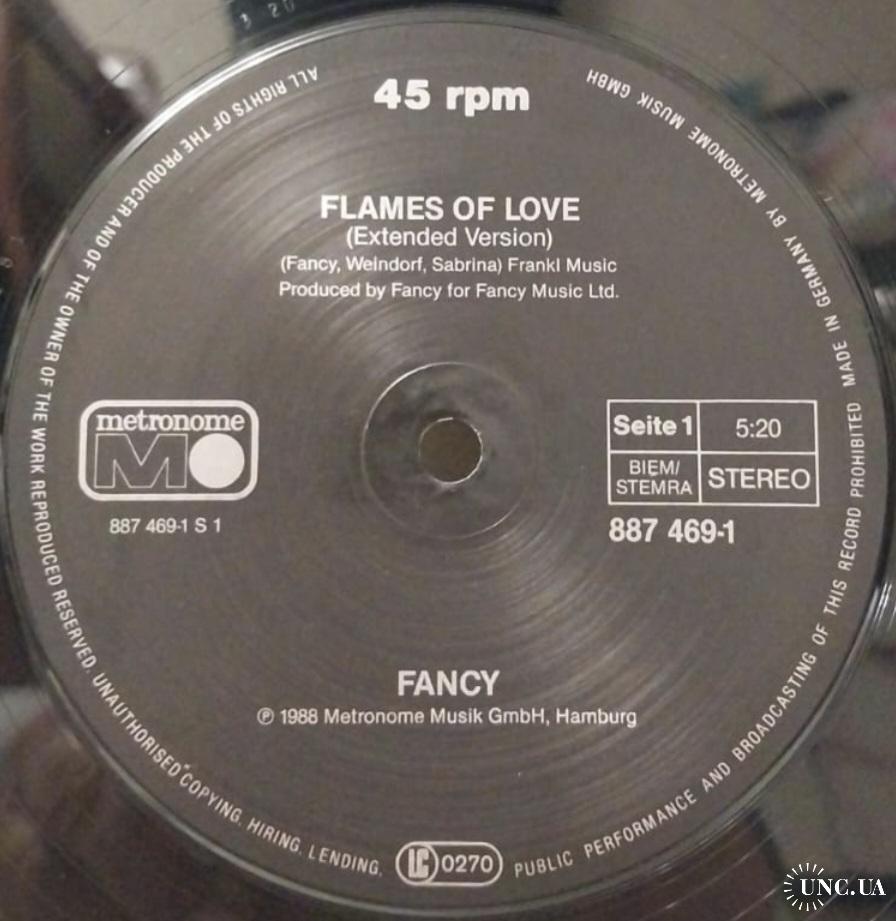 45 rpm
FLAMES OF LOVE
(Extended Version)
(Fancy, Weindorf, Sabrina) Frankl Music
Produced by Fancy for Fancy Music Ltd.
metronome
MO
887 469-1 S 1
Seite 1
5:20
BIEM/
STEMRA
STEREO
887 469-1
FANCY
℗ 1988 Metronome Musik GmbH, Hamburg
ALL RIGHTS OF THE PRODUCER AND OF THE OWNER OF THE WORK REPRODUCED RESERVED. UNAUTHORISED COPYING. HIRING. LENDING. LC 0270 PUBLIC PERFORMANCE AND BROADCASTING OF THIS RECORD PROHIBITED MADE IN GERMANY BY METRONOME MUSIK GMBH
UNC.UA